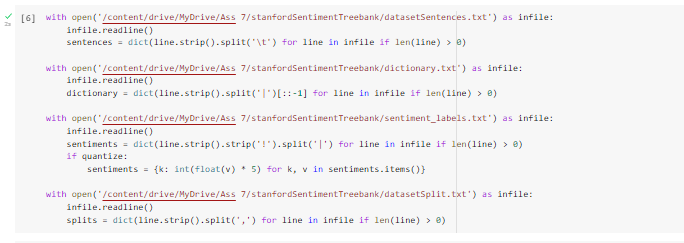 [6] with open('/content/drive/MyDrive/Ass 7/stanfordSentimentTreebank/datasetSentences.txt') as infile:
2s
infile.readline()
sentences = dict(line.strip().split('\t') for line in infile if len(line) > 0)
with open('/content/drive/MyDrive/Ass 7/stanfordSentimentTreebank/dictionary.txt') as infile:
infile.readline()
dictionary = dict(line.strip().split('|')[::-1] for line in infile if len(line) > 0)
with open('/content/drive/MyDrive/Ass 7/stanfordSentimentTreebank/sentiment_labels.txt') as infile:
infile.readline()
sentiments = dict(line.strip().strip('!').split('|') for line in infile if len(line) > 0)
if quantize:
sentiments = {k: int(float(v) * 5) for k, v in sentiments.items()}
with open('/content/drive/MyDrive/Ass 7/stanfordSentimentTreebank/datasetSplit.txt') as infile:
infile.readline()
splits = dict(line.strip().split(',') for line in infile if len(line) > 0)